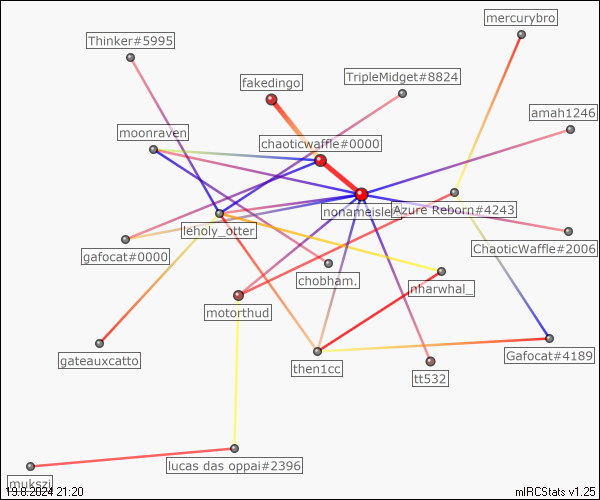 mercurybro
Thinker#5995
TripleMidget#8824
fakedingo
amah1246
moonraven
chaoticwaffle#0000
nonameisle
Azure Reborn#4243
leholy_otter
ChaoticWaffle#2006
gafocat#0000
chobham.
nharwhal_
motorthud
Gafocat#4189
gateauxcatto
then1cc
tt532
lucas das oppai#2396
mukszi
19.8.2024 21:20
mIRCStats v1.25